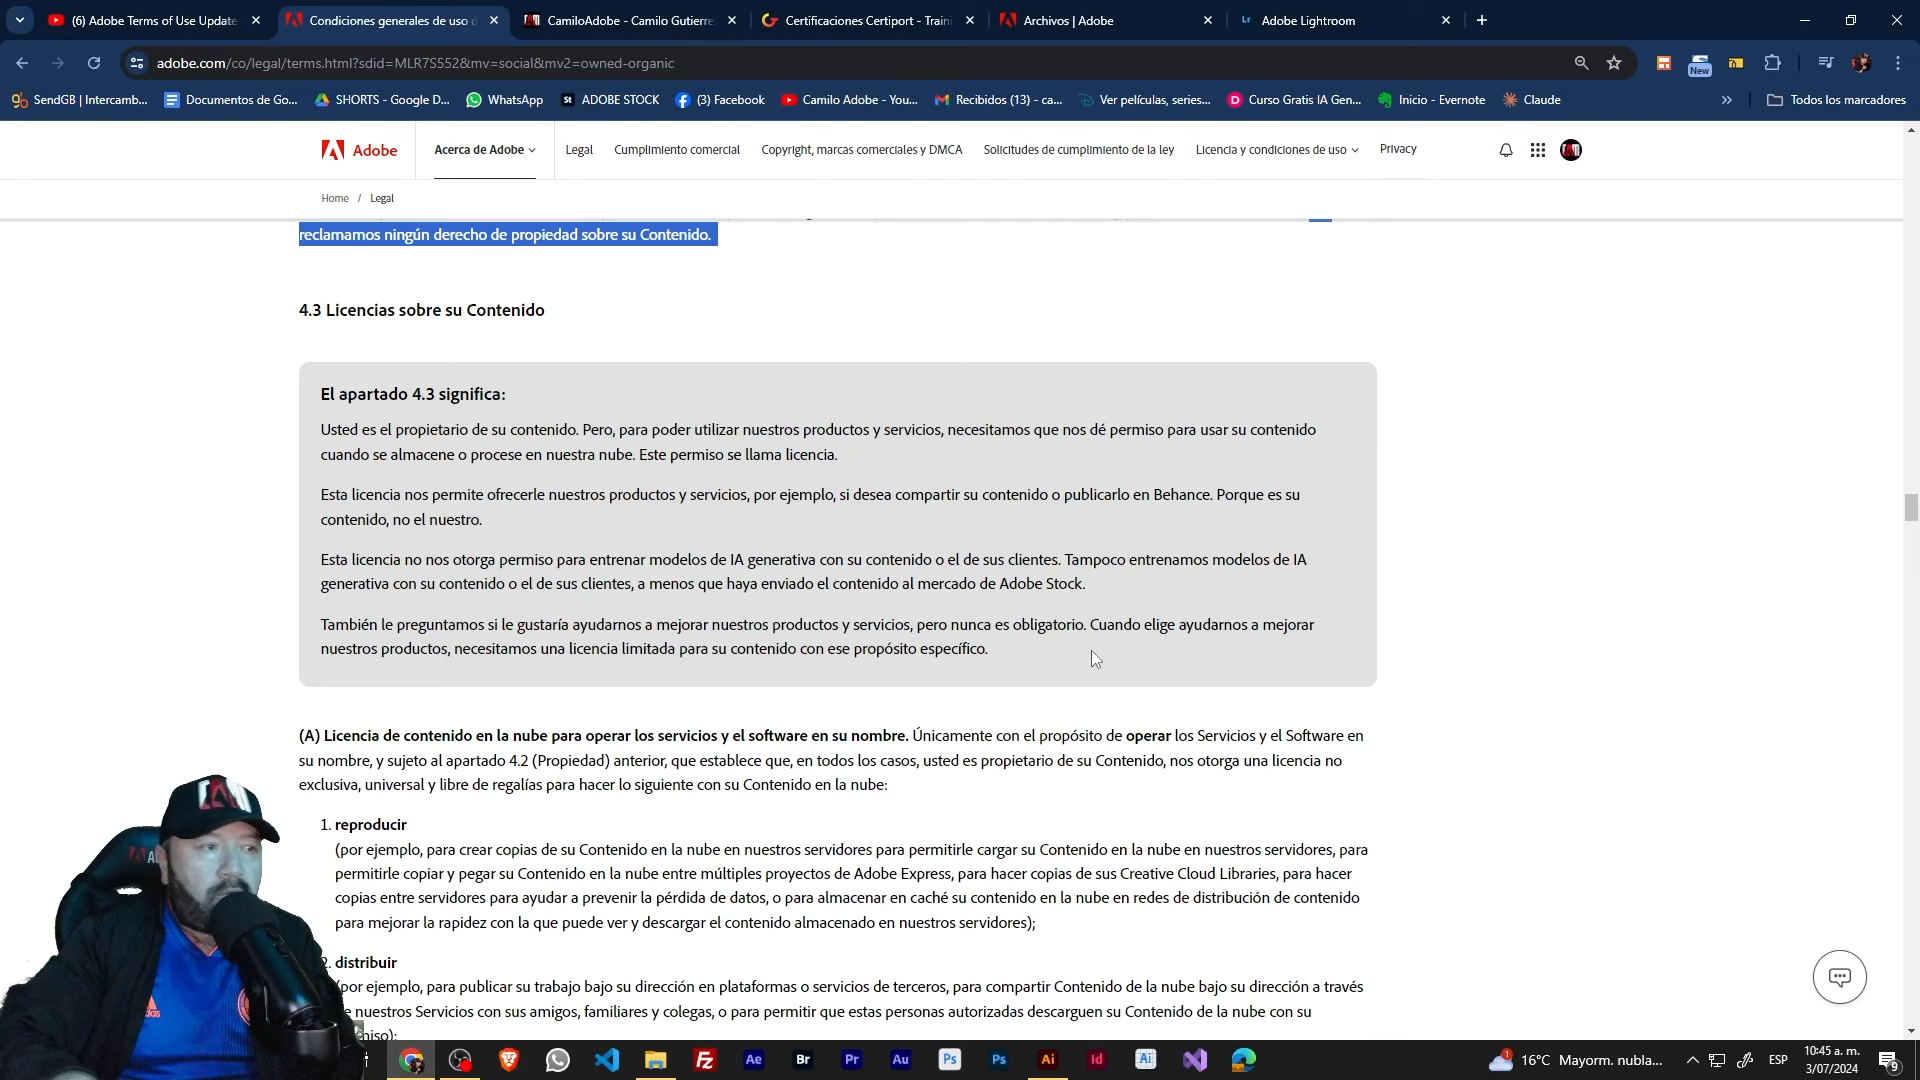 (6) Adobe Terms of Use Update
Condiciones generales de uso d
CamiloAdobe - Camilo Gutierre
Certificaciones Certiport - Traini
Archivos | Adobe
Lr Adobe Lightroom
adobe.com/co/legal/terms.html?sdid=MLR7S552&mv=social&mv2=owned-organic
New
SendGB | Intercamb...
Documentos de Go...
SHORTS - Google D...
WhatsApp
St ADOBE STOCK
(3) Facebook
Camilo Adobe - You...
Recibidos (13) - ca...
Ver películas, series...
D Curso Gratis IA Gen...
Inicio - Evernote
Claude
Todos los marcadores
Adobe
Acerca de Adobe
Legal
Cumplimiento comercial
Copyright, marcas comerciales y DMCA
Solicitudes de cumplimiento de la ley
Licencia y condiciones de uso
Privacy
Home / Legal
reclamamos ningún derecho de propiedad sobre su Contenido.
4.3 Licencias sobre su Contenido
El apartado 4.3 significa:
Usted es el propietario de su contenido. Pero, para poder utilizar nuestros productos y servicios, necesitamos que nos dé permiso para usar su contenido
cuando se almacene o procese en nuestra nube. Este permiso se llama licencia.
Esta licencia nos permite ofrecerle nuestros productos y servicios, por ejemplo, si desea compartir su contenido o publicarlo en Behance. Porque es su
contenido, no el nuestro.
Esta licencia no nos otorga permiso para entrenar modelos de IA generativa con su contenido o el de sus clientes. Tampoco entrenamos modelos de IA
generativa con su contenido o el de sus clientes, a menos que haya enviado el contenido al mercado de Adobe Stock.
También le preguntamos si le gustaría ayudarnos a mejorar nuestros productos y servicios, pero nunca es obligatorio. Cuando elige ayudarnos a mejorar
nuestros productos, necesitamos una licencia limitada para su contenido con ese propósito específico.
(A) Licencia de contenido en la nube para operar los servicios y el software en su nombre. Únicamente con el propósito de operar los Servicios y el Software en
su nombre, y sujeto al apartado 4.2 (Propiedad) anterior, que establece que, en todos los casos, usted es propietario de su Contenido, nos otorga una licencia no
exclusiva, universal y libre de regalías para hacer lo siguiente con su Contenido en la nube:
1. reproducir
(por ejemplo, para crear copias de su Contenido en la nube en nuestros servidores para permitirle cargar su Contenido en la nube en nuestros servidores, para
permitirle copiar y pegar su Contenido en la nube entre múltiples proyectos de Adobe Express, para hacer copias de sus Creative Cloud Libraries, para hacer
copias entre servidores para ayudar a prevenir la pérdida de datos, o para almacenar en caché su contenido en la nube en redes de distribución de contenido
para mejorar la rapidez con la que puede ver y descargar el contenido almacenado en nuestros servidores);
2. distribuir
por ejemplo, para publicar su trabajo bajo su dirección en plataformas o servicios de terceros, para compartir Contenido de la nube bajo su dirección a través
e nuestros Servicios con sus amigos, familiares y colegas, o para permitir que estas personas autorizadas descarguen su Contenido de la nube con su
miso);
Fz Ae Br Pr Au Ps Ps Ai Id Ai
1 16°C Mayorm. nubla...
ESP
10:45 a. m.
3/07/2024
9